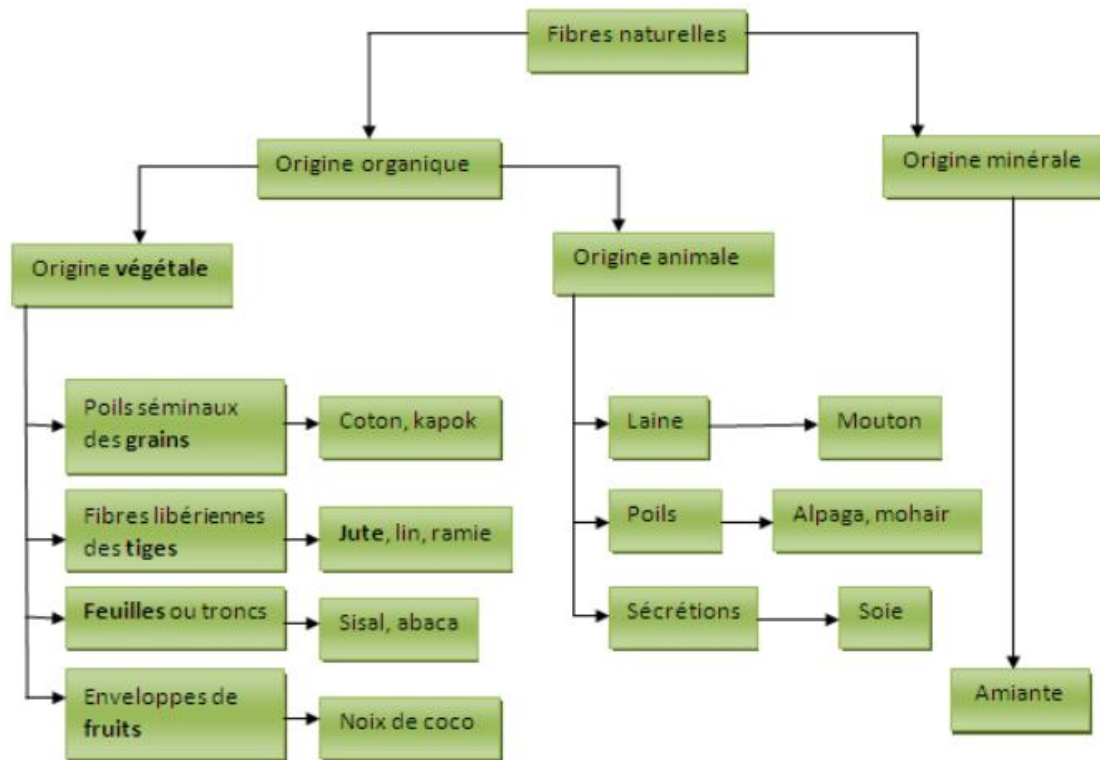 Fibres naturelles
Origine organique
Origine minérale
Origine végétale
Origine animale
Poils séminaux
des grains
Coton, kapok
Laine
Mouton
Fibres libériennes
des tiges
Jute, lin, ramie
Poils
Alpaga, mohair
Feuilles ou troncs
Sisal, abaca
Sécrétions
Soie
Enveloppes de
fruits
Noix de coco
Amiante